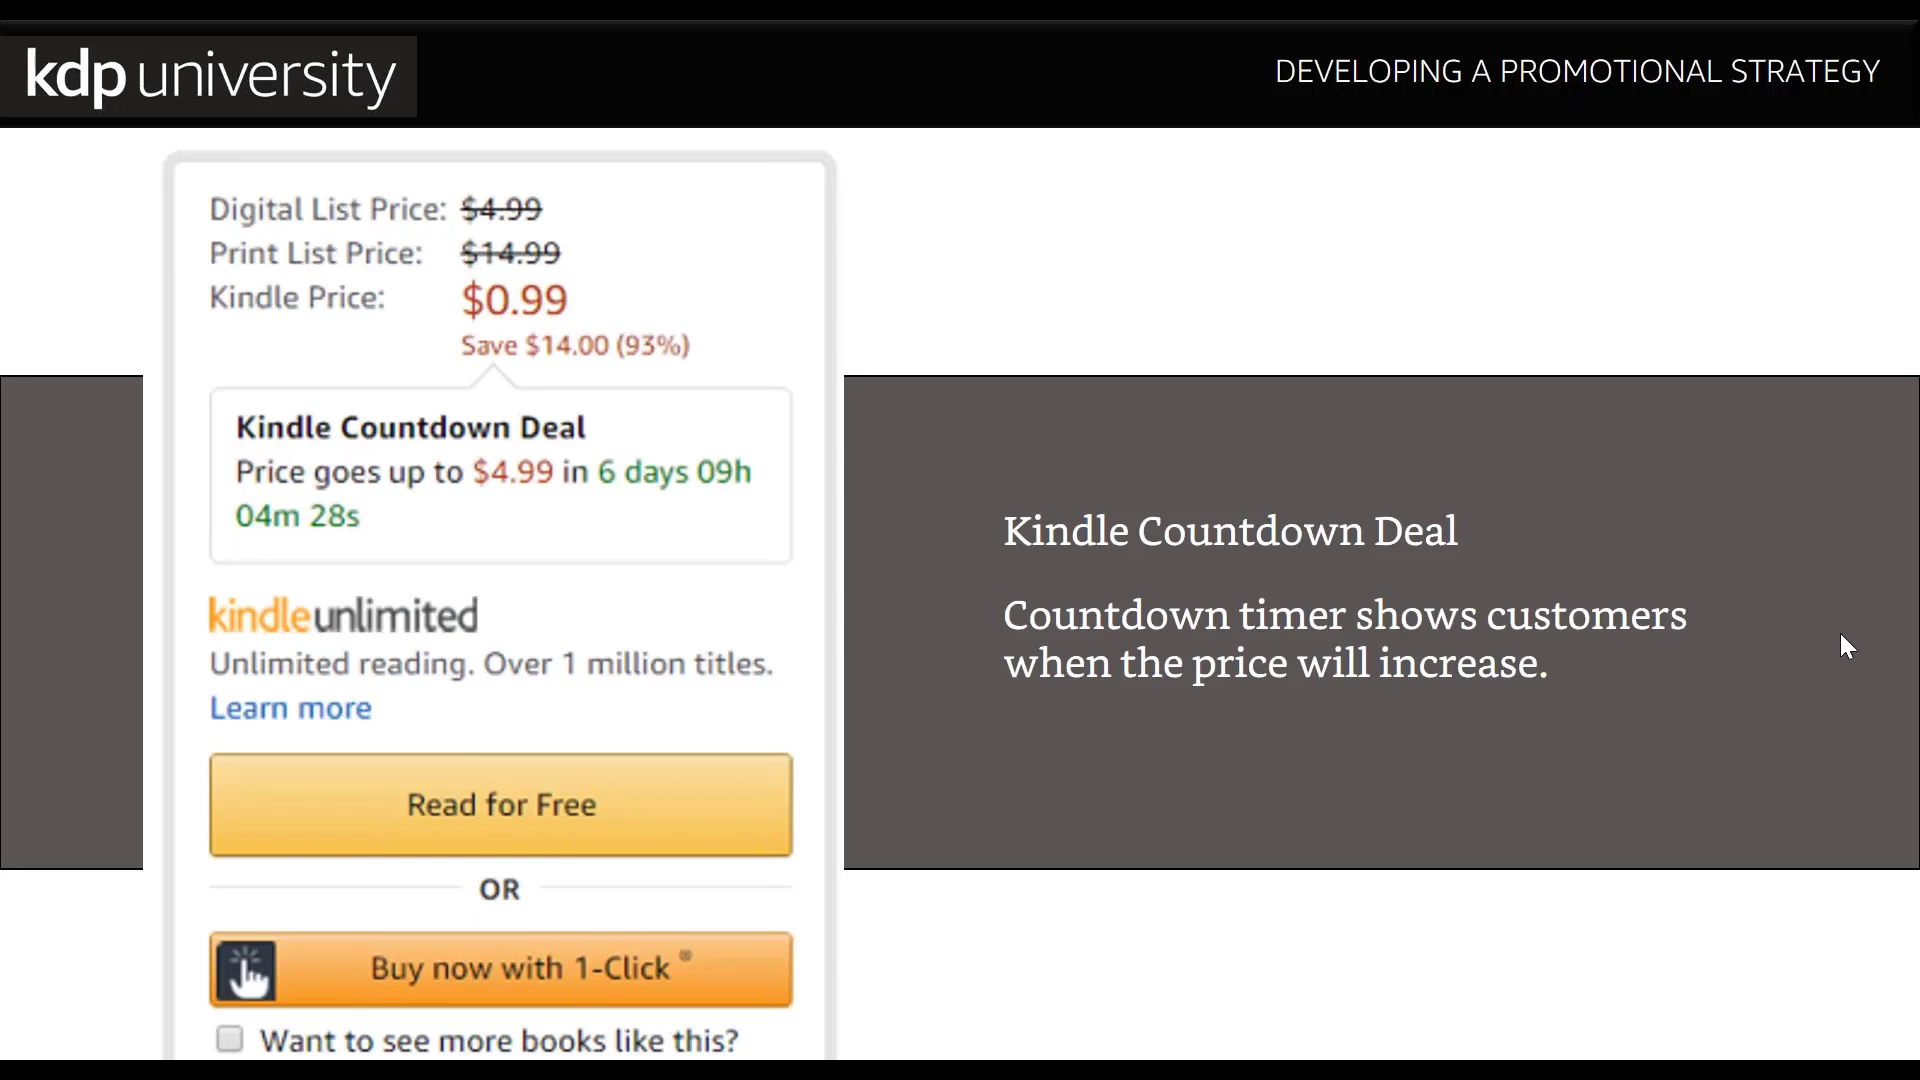 kdp university
DEVELOPING A PROMOTIONAL STRATEGY
Digital List Price: $4.99
Print List Price: $14.99
Kindle Price: $0.99
Save $14.00 (93%)
Kindle Countdown Deal
Price goes up to $4.99 in 6 days 09h
04m 28s
kindleunlimited
Unlimited reading. Over 1 million titles.
Learn more
Read for Free
OR
Buy now with 1-Click ®
Want to see more books like this?
Kindle Countdown Deal
Countdown timer shows customers
when the price will increase.